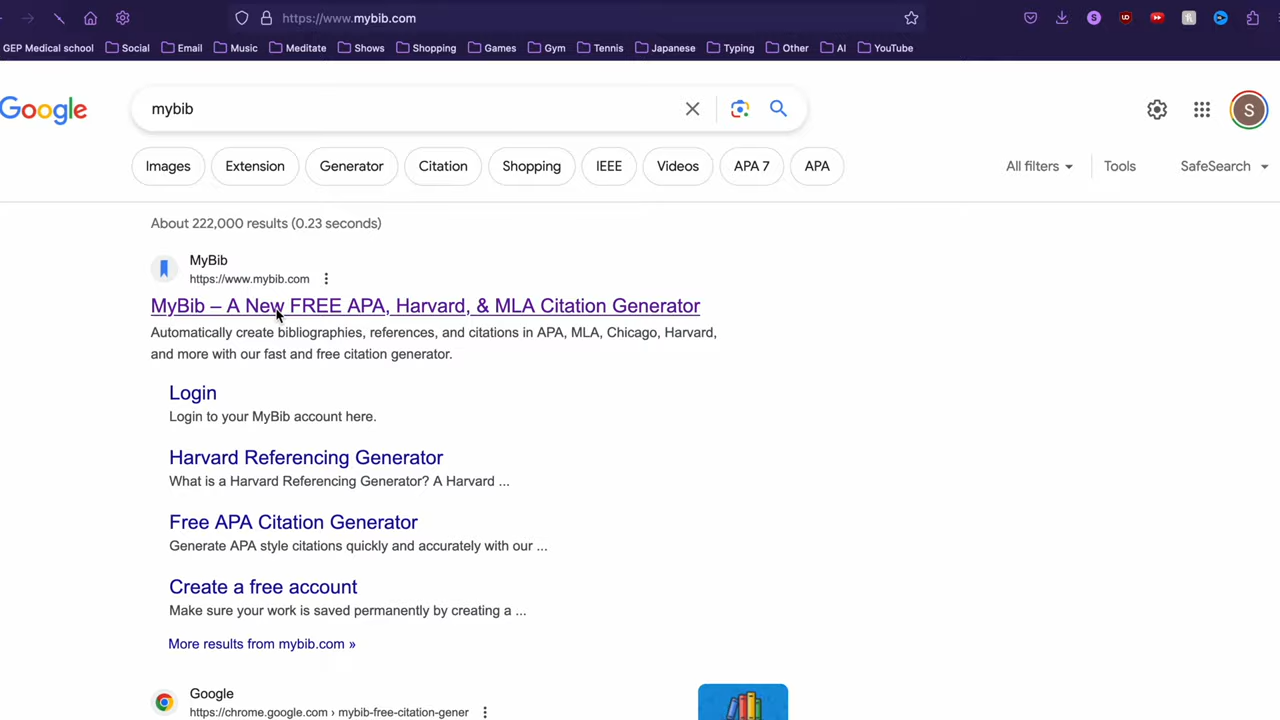 https://www.mybib.com
GEP Medical school Social Email Music Meditate Shows Shopping Games Gym Tennis Japanese Typing Other AI YouTube
Google mybib S
Images Extension Generator Citation Shopping IEEE Videos APA 7 APA All filters Tools SafeSearch
About 222,000 results (0.23 seconds)
MyBib
https://www.mybib.com
MyBib – A New FREE APA, Harvard, & MLA Citation Generator
Automatically create bibliographies, references, and citations in APA, MLA, Chicago, Harvard,
and more with our fast and free citation generator.
Login
Login to your MyBib account here.
Harvard Referencing Generator
What is a Harvard Referencing Generator? A Harvard ...
Free APA Citation Generator
Generate APA style citations quickly and accurately with our ...
Create a free account
Make sure your work is saved permanently by creating a ...
More results from mybib.com »
Google
https://chrome.google.com › mybib-free-citation-gener